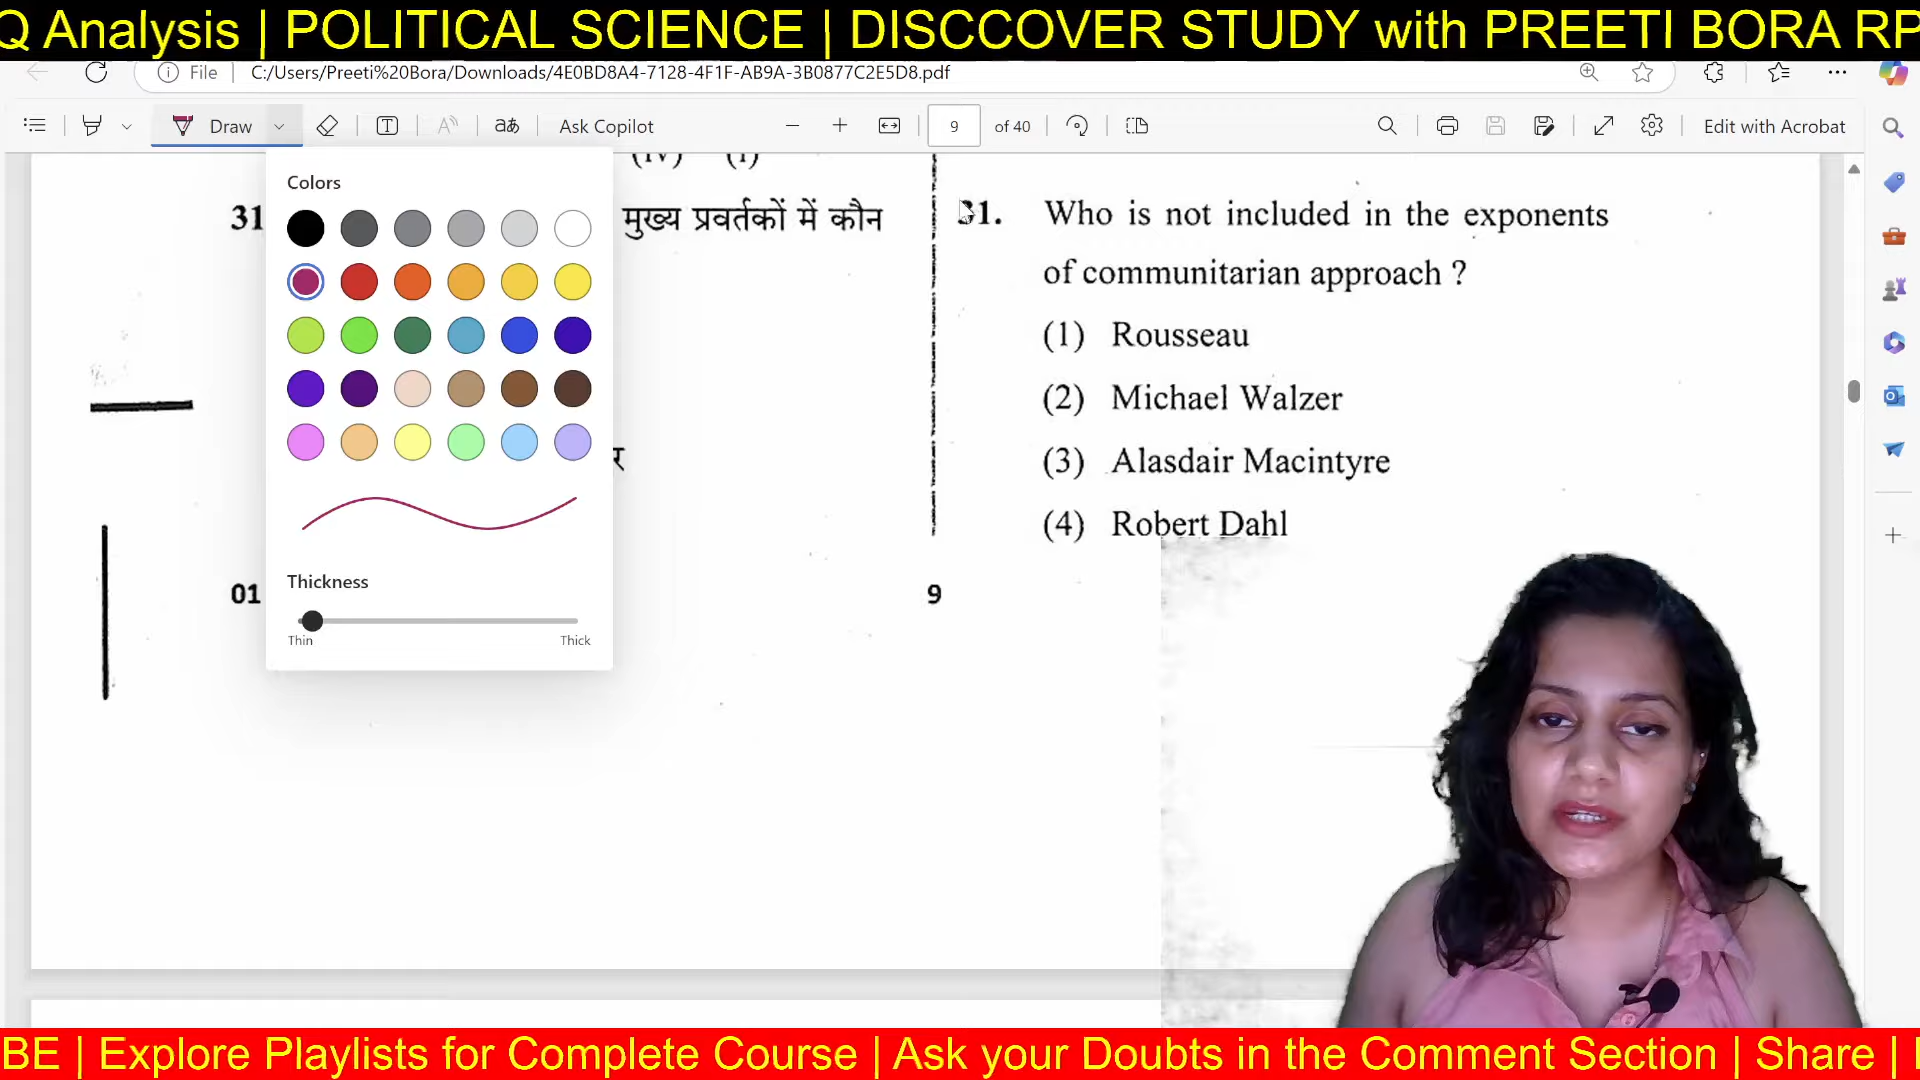 Q Analysis | POLITICAL SCIENCE | DISCCOVER STUDY with PREETI BORA RP
File | C:/Users/Preeti%20Bora/Downloads/4E0BD8A4-7128-4F1F-AB9A-3B0877C2E5D8.pdf
Draw
Ask Copilot
9 of 40
Edit with Acrobat
Colors
Thickness
Thin
Thick
(IV) (I)
31
मुख्य प्रवर्तकों में कौन
र
01
9
31. Who is not included in the exponents
of communitarian approach ?
(1) Rousseau
(2) Michael Walzer
(3) Alasdair Macintyre
(4) Robert Dahl
BE | Explore Playlists for Complete Course | Ask your Doubts in the Comment Section | Share |